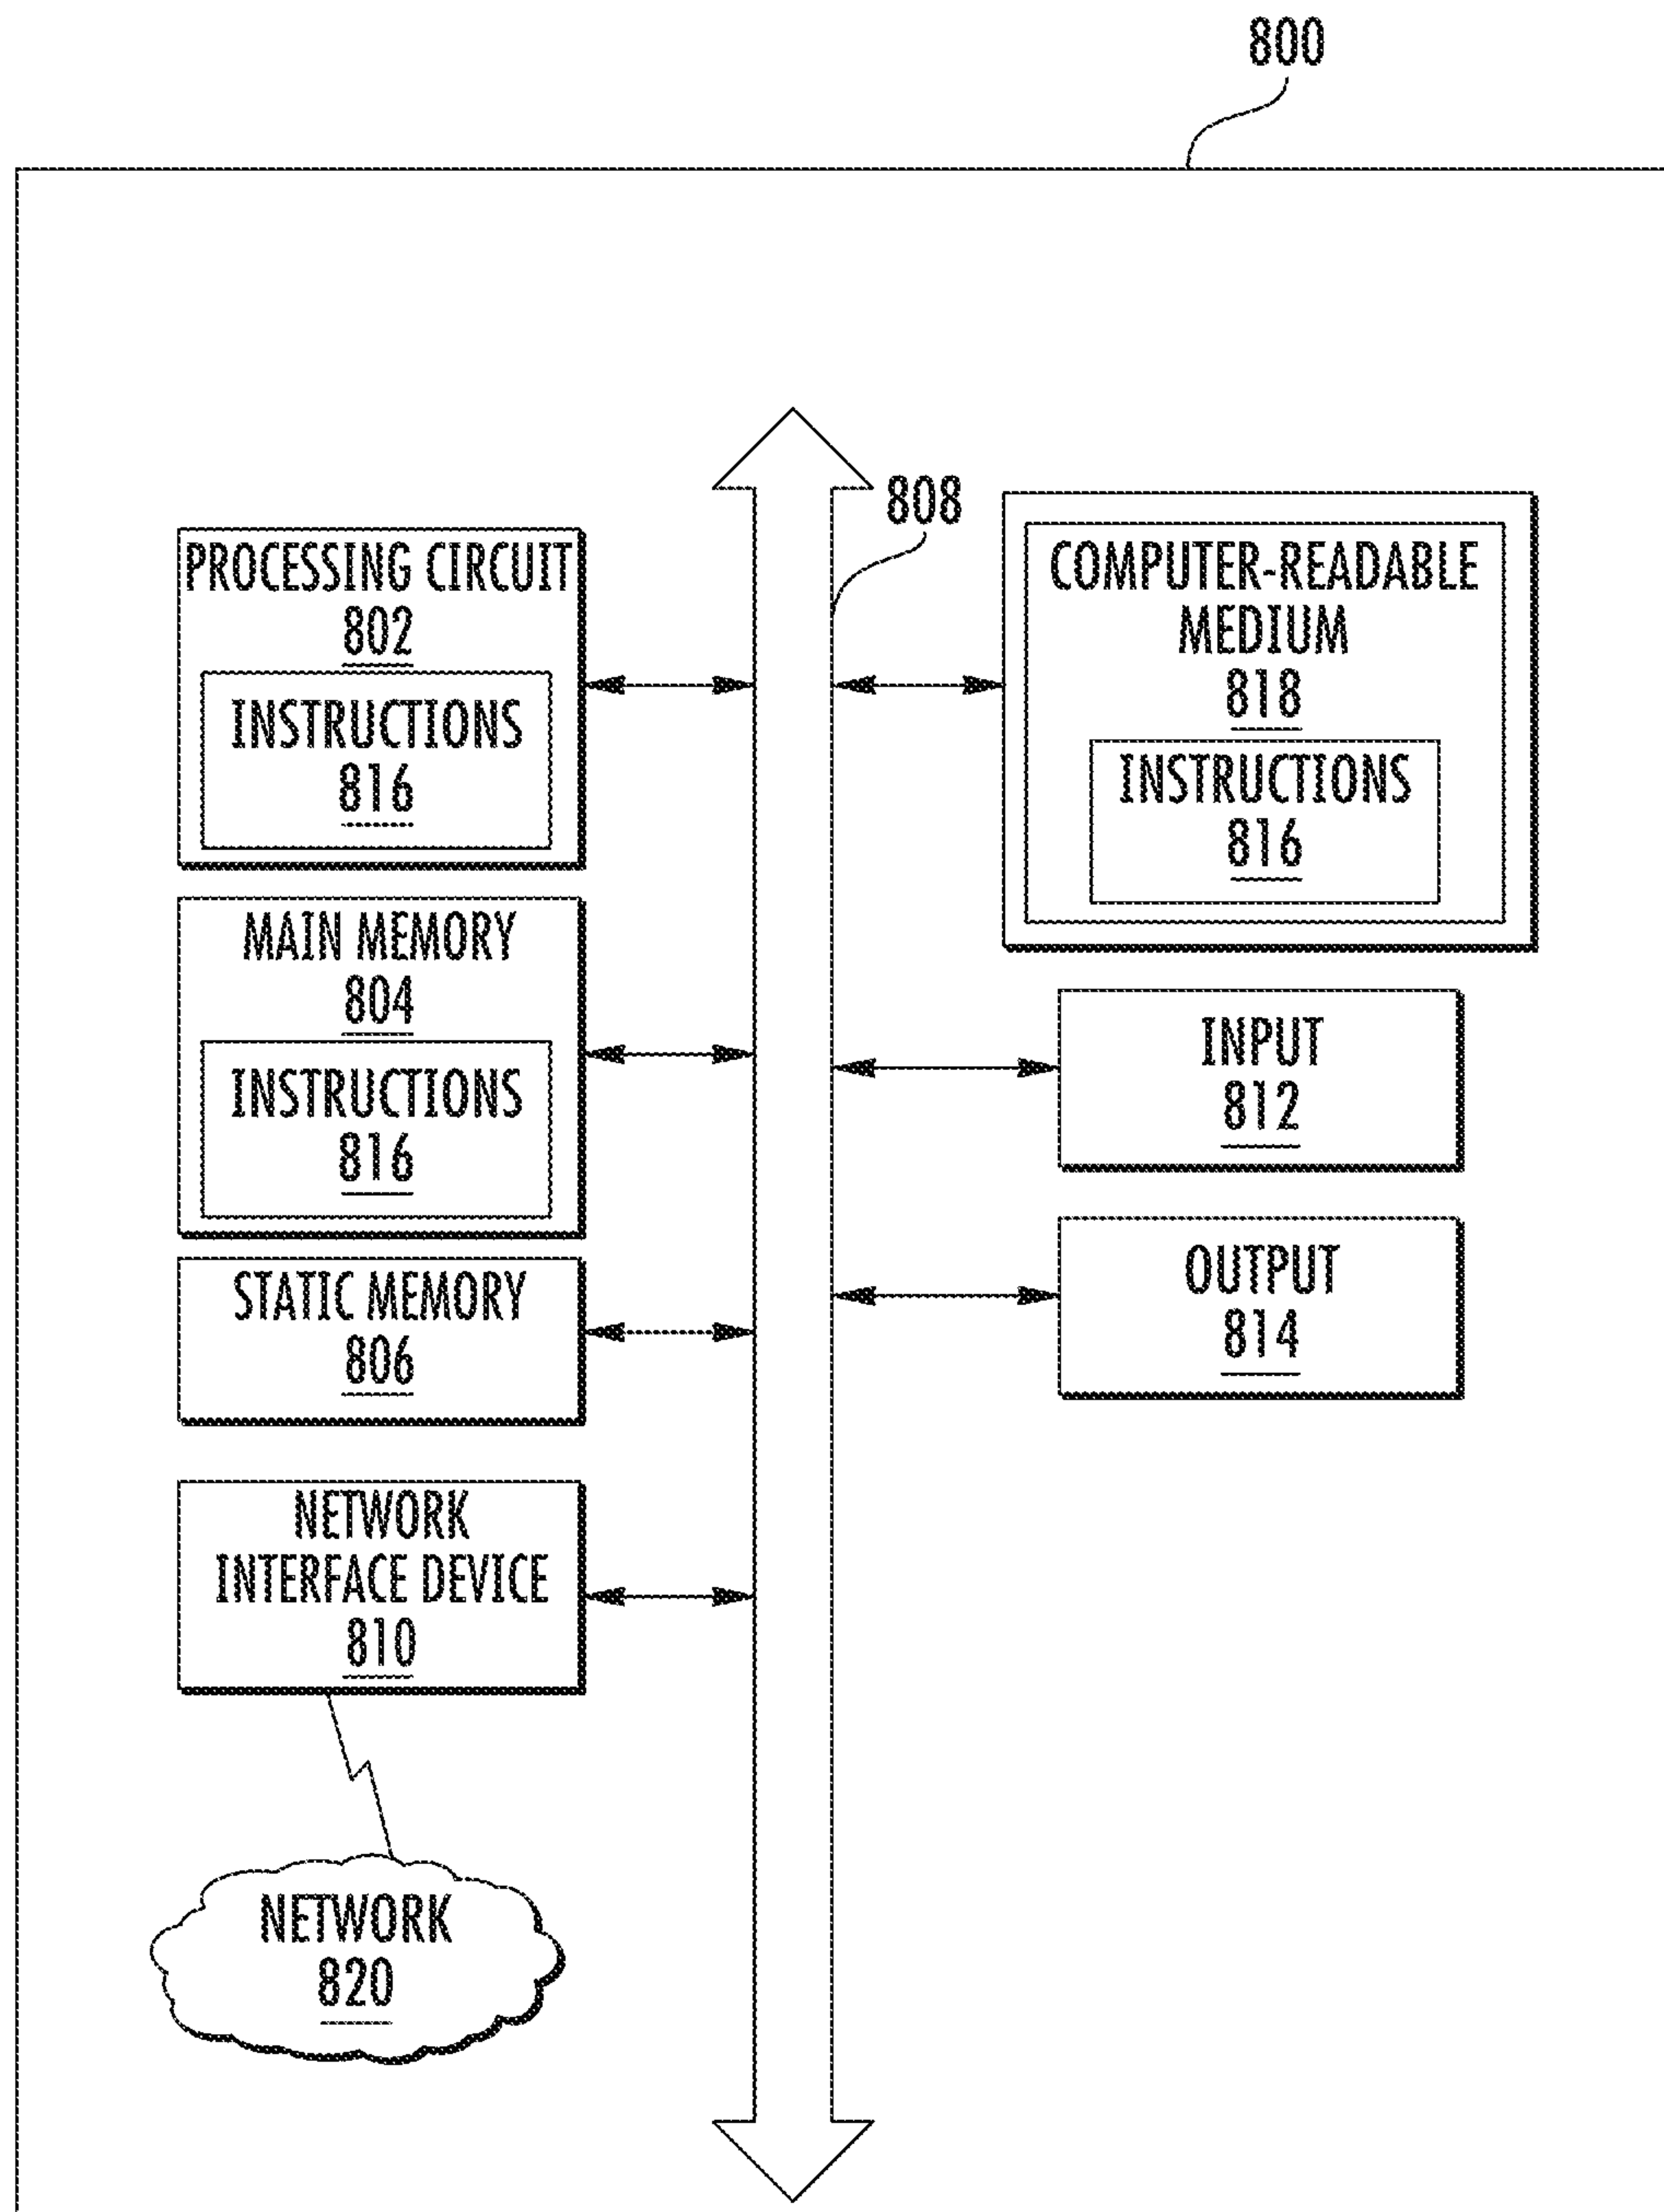 800
808
PROCESSING CIRCUIT
802
INSTRUCTIONS
816
MAIN MEMORY
804
INSTRUCTIONS
816
STATIC MEMORY
806
NETWORK
INTERFACE DEVICE
810
NETWORK
820
COMPUTER-READABLE
MEDIUM
818
INSTRUCTIONS
816
INPUT
812
OUTPUT
814